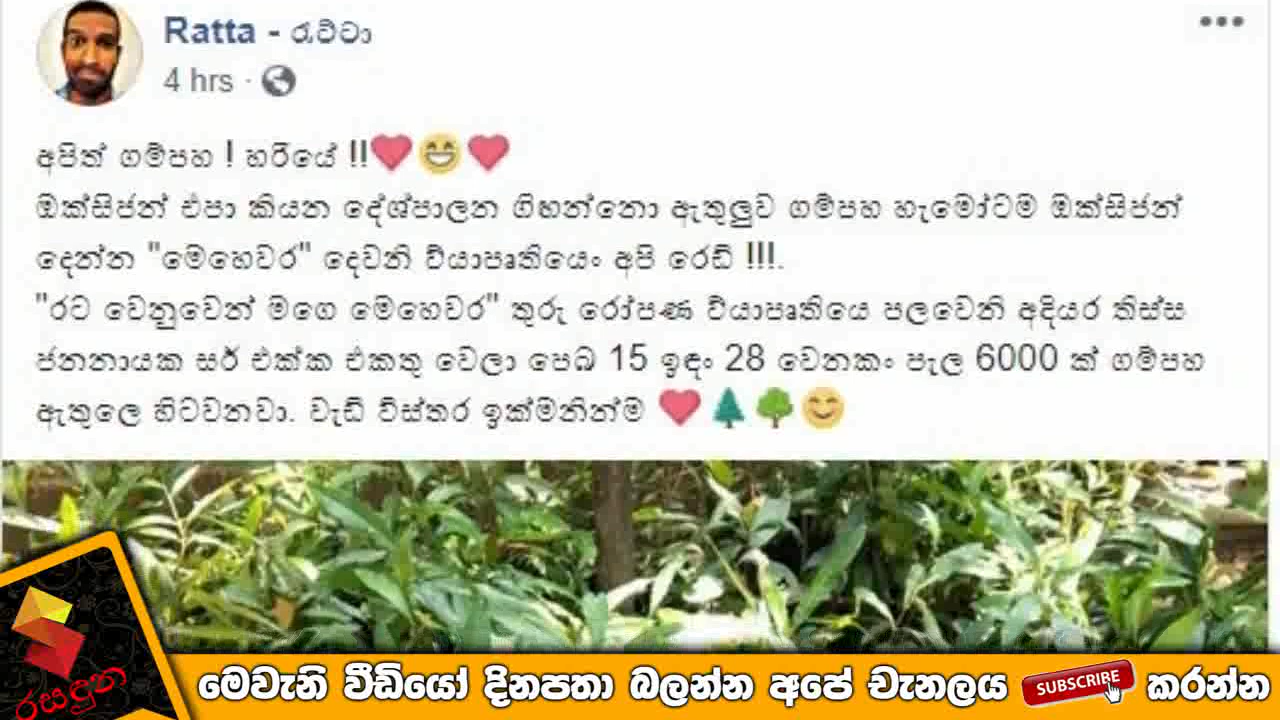 Ratta - රැට්ටා
4 hrs ·
අපිත් ගම්පහ ! හරියේ !!❤😄❤
ඔක්සිජන් එපා කියන දේශ්පාලන ගිහන්නො ඇතුලුව ගම්පහ හැමෝටම ඔක්සිජන්
දෙන්න "මෙහෙවර" දෙවනි ව්යාපෘතියෙං අපි රෙඩි !!!.
"රට වෙනුවෙන් මගෙ මෙහෙවර" තුරු රෝපණ ව්යාපෘතියෙ පලවෙනි අදියර තිස්ස
ජනනායක සර් එක්ක එකතු වෙලා පෙබ 15 ඉඳං 28 වෙනකං පැල 6000 ක් ගම්පහ
ඇතුලෙ හිටවනවා. වැඩි විස්තර ඉක්මනින්ම ❤🌲🌳😊
රසඳුන
මෙවැනි වීඩියෝ දිනපතා බලන්න අපේ චැනලය SUBSCRIBE කරන්න